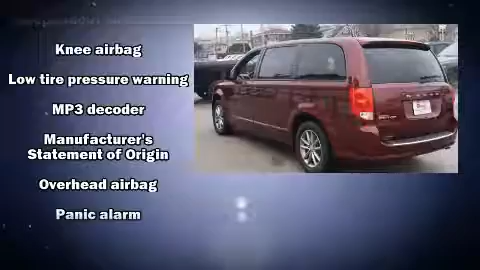 Knee airbag
Low tire pressure warning
MP3 decoder
Manufacturer's
Statement of Origin
Overhead airbag
Panic alarm